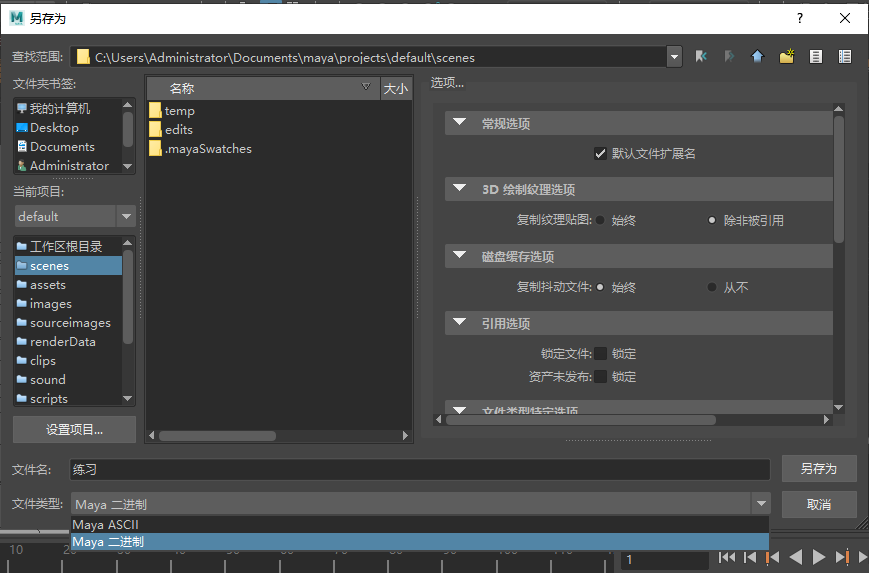 另存为
?
查找范围:
C:\Users\Administrator\Documents\maya\projects\default\scenes
文件夹书签:
我的计算机
Desktop
Documents
Administrator
当前项目:
default
工作区根目录
scenes
assets
images
sourceimages
renderData
clips
sound
scripts
设置项目...
名称
大小
temp
edits
.mayaSwatches
选项...
常规选项
默认文件扩展名
3D 绘制纹理选项
复制纹理贴图: 始终 除非被引用
磁盘缓存选项
复制抖动文件: 始终 从不
引用选项
锁定文件: 锁定
资产未发布: 锁定
文件类型特定选项
文件名: 练习
另存为
文件类型: Maya 二进制
取消
Maya ASCII
Maya 二进制
10
1